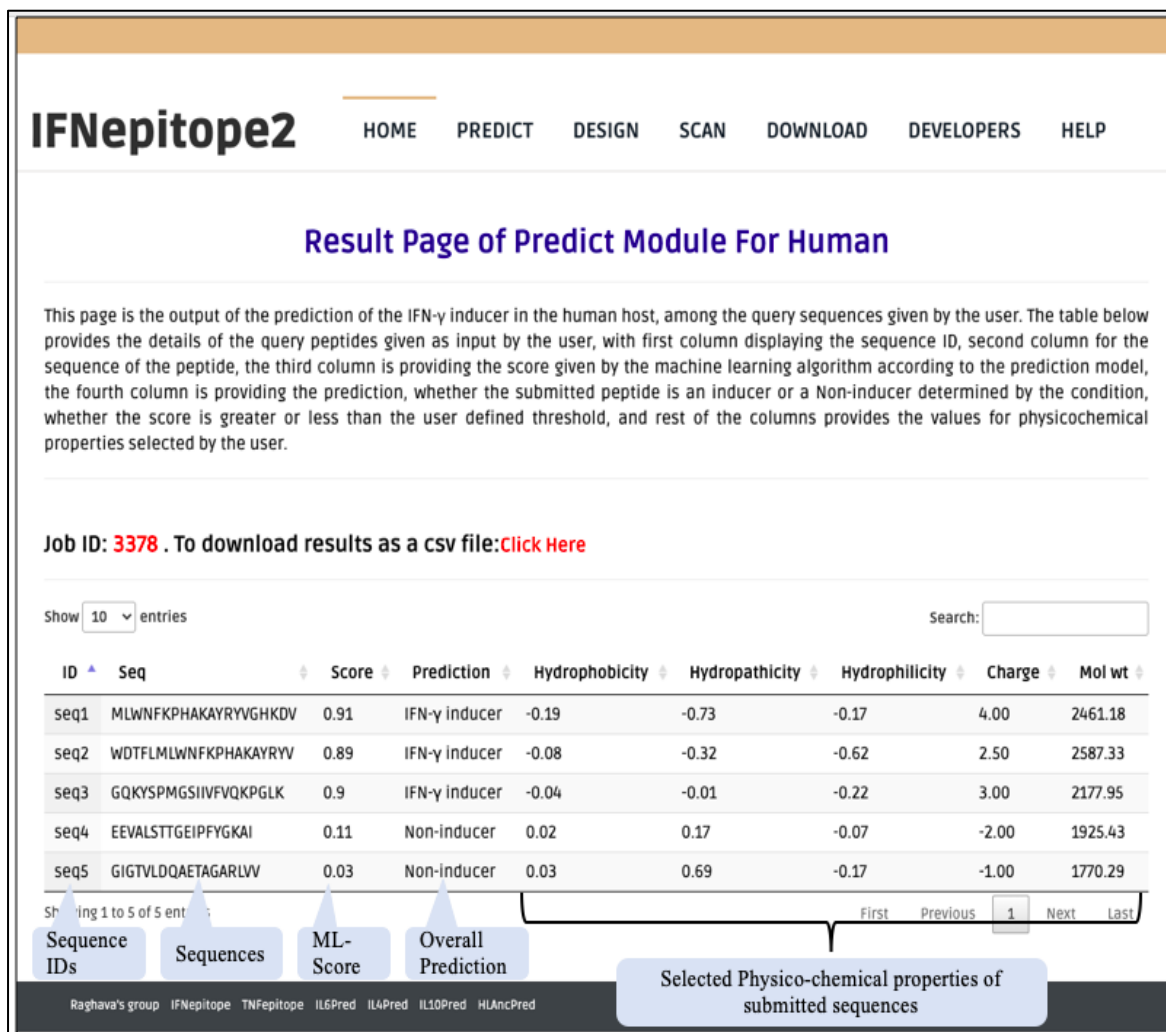 IFNepitope2 HOME PREDICT DESIGN SCAN DOWNLOAD DEVELOPERS HELP
Result Page of Predict Module For Human
This page is the output of the prediction of the IFN-γ inducer in the human host, among the query sequences given by the user. The table below
provides the details of the query peptides given as input by the user, with first column displaying the sequence ID, second column for the
sequence of the peptide, the third column is providing the score given by the machine learning algorithm according to the prediction model,
the fourth column is providing the prediction, whether the submitted peptide is an inducer or a Non-inducer determined by the condition,
whether the score is greater or less than the user defined threshold, and rest of the columns provides the values for physicochemical
properties selected by the user.
Job ID: 3378 . To download results as a csv file:Click Here
Show 10 entries Search:
ID Seq Score Prediction Hydrophobicity Hydropathicity Hydrophilicity Charge Mol wt
seq1 MLWNFKPHAKAYRYVGHKDV 0.91 IFN-γ inducer -0.19 -0.73 -0.17 4.00 2461.18
seq2 WDTFLMLWNFKPHAKAYRYV 0.89 IFN-γ inducer -0.08 -0.32 -0.62 2.50 2587.33
seq3 GQKYSPMGSIIVFVQKPGLK 0.9 IFN-γ inducer -0.04 -0.01 -0.22 3.00 2177.95
seq4 EEVALSTTGEIPFYGKAI 0.11 Non-inducer 0.02 0.17 -0.07 -2.00 1925.43
seq5 GIGTVLDQAETAGARLVV 0.03 Non-inducer 0.03 0.69 -0.17 -1.00 1770.29
1 to 5 of 5 First Previous 1 Next Last
Sequence
IDs
Sequences
ML-
Score
Overall
Prediction
Selected Physico-chemical properties of
submitted sequences
Raghava's group IFNepitope TNFepitope IL6Pred IL4Pred IL10Pred HLAncPred